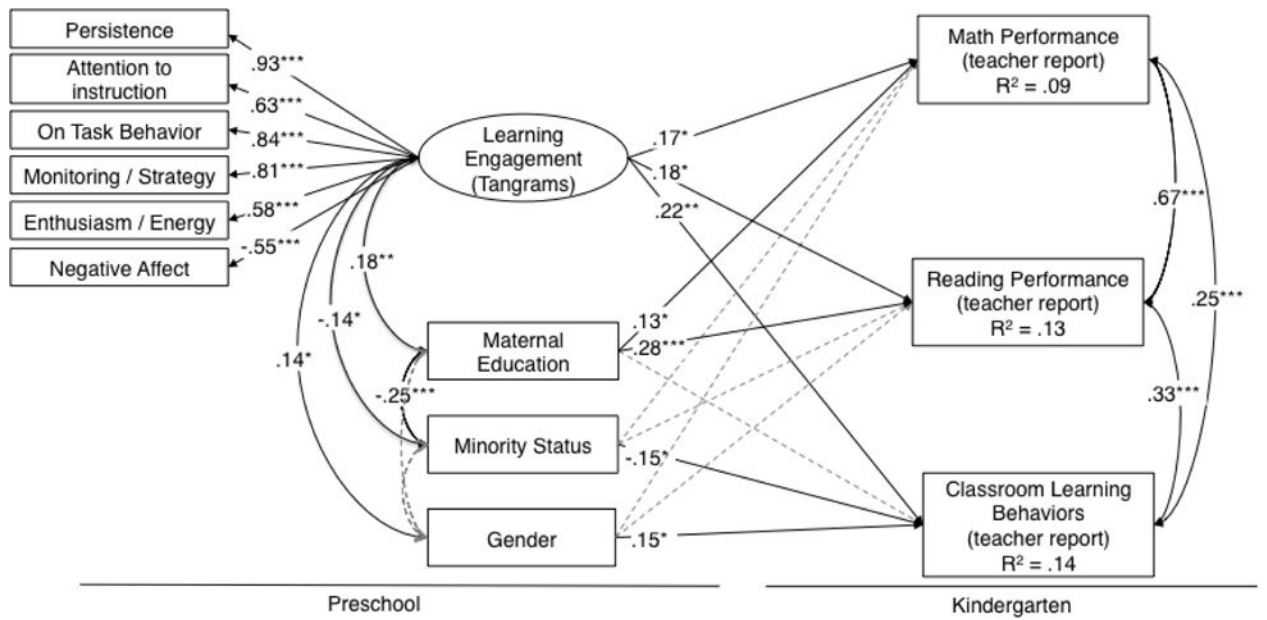 Persistence
Attention to
instruction
On Task Behavior
Monitoring / Strategy
Enthusiasm / Energy
Negative Affect
.93***
.63***
.84***
.81***
.58***
-.55***
Learning
Engagement
(Tangrams)
.18**
-.14*
.14*
-.25***
Maternal
Education
Minority Status
Gender
.17*
.18*
.22**
.13*
.28***
-.15*
.15*
Math Performance
(teacher report)
R² = .09
Reading Performance
(teacher report)
R² = .13
Classroom Learning
Behaviors
(teacher report)
R² = .14
.67***
.25***
.33***
Preschool
Kindergarten